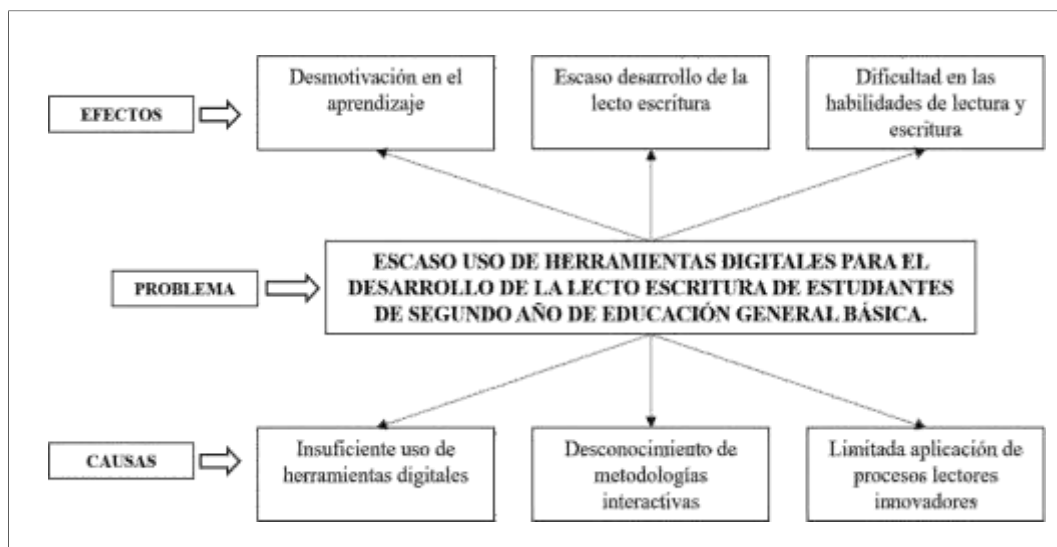 EFECTOS
Desmotivación en el
aprendizaje
Escaso desarrollo de la
lecto escritura
Dificultad en las
habilidades de lectura y
escritura
PROBLEMA
ESCASO USO DE HERRAMIENTAS DIGITALES PARA EL
DESARROLLO DE LA LECTO ESCRITURA DE ESTUDIANTES
DE SEGUNDO AÑO DE EDUCACIÓN GENERAL BÁSICA.
CAUSAS
Insuficiente uso de
herramientas digitales
Desconocimiento de
metodologías
interactivas
Limitada aplicación de
procesos lectores
innovadores